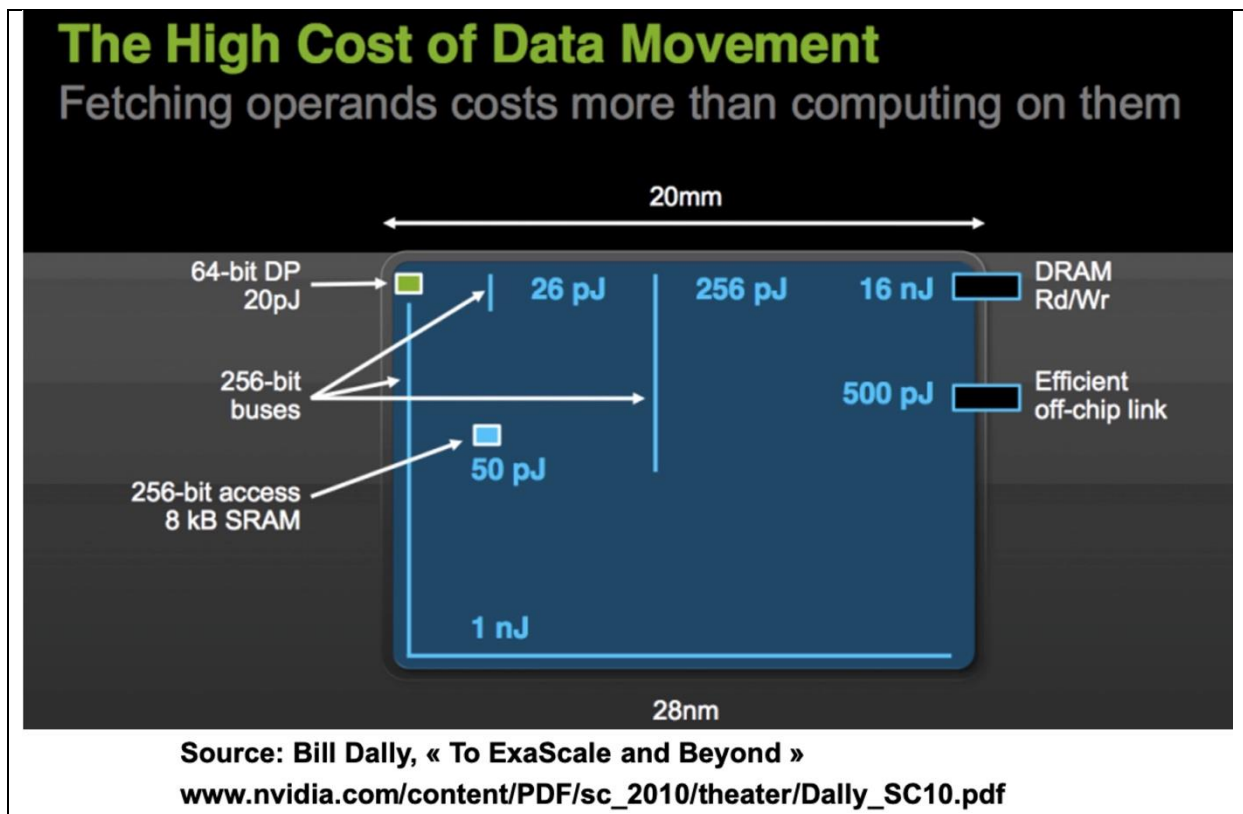 The High Cost of Data Movement
Fetching operands costs more than computing on them
20mm
64-bit DP
20pJ
26 pJ
256 pJ
16 nJ
DRAM
Rd/Wr
256-bit
buses
500 pJ
Efficient
off-chip link
50 pJ
256-bit access
8 kB SRAM
1 nJ
28nm
Source: Bill Dally, « To ExaScale and Beyond »
www.nvidia.com/content/PDF/sc_2010/theater/Dally_SC10.pdf